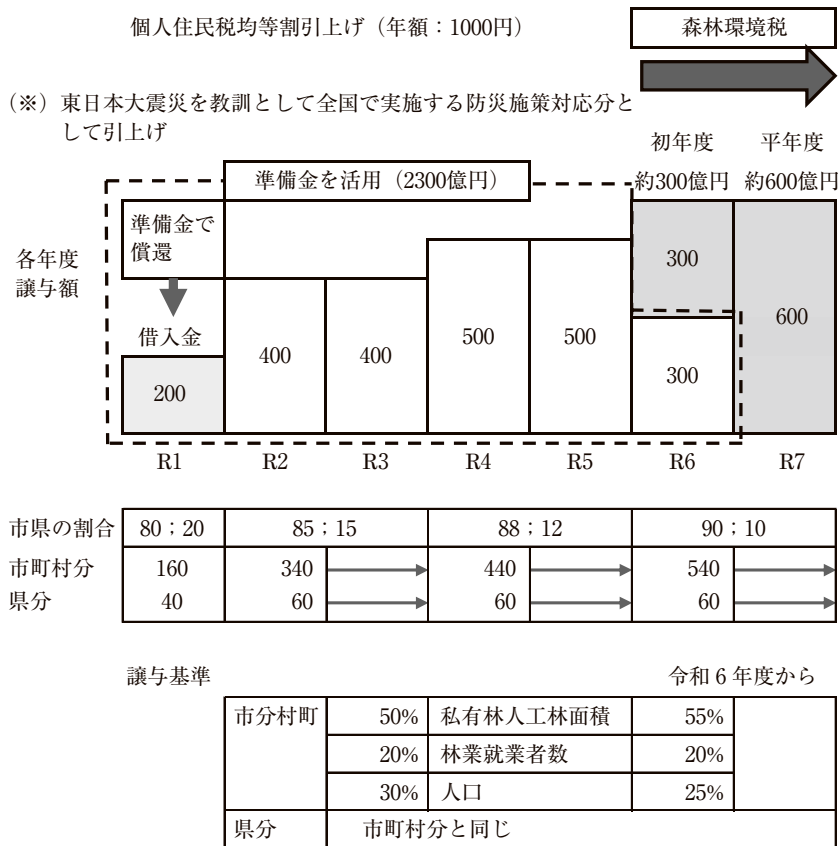 個人住民税均等割引上げ（年額：1000円）
森林環境税
（※）東日本大震災を教訓として全国で実施する防災施策対応分と
して引上げ
初年度 平年度
約300億円 約600億円
準備金を活用（2300億円）
準備金で
償還
各年度
譲与額
借入金
200
400
400
500
500
300
300
600
R1 R2 R3 R4 R5 R6 R7
市県の割合 80；20 85；15 88；12 90；10
市町村分 160 340 440 540
県分 40 60 60 60
譲与基準 令和６年度から
市分村町 50% 私有林人工林面積 55%
20% 林業就業者数 20%
30% 人口 25%
県分 市町村分と同じ